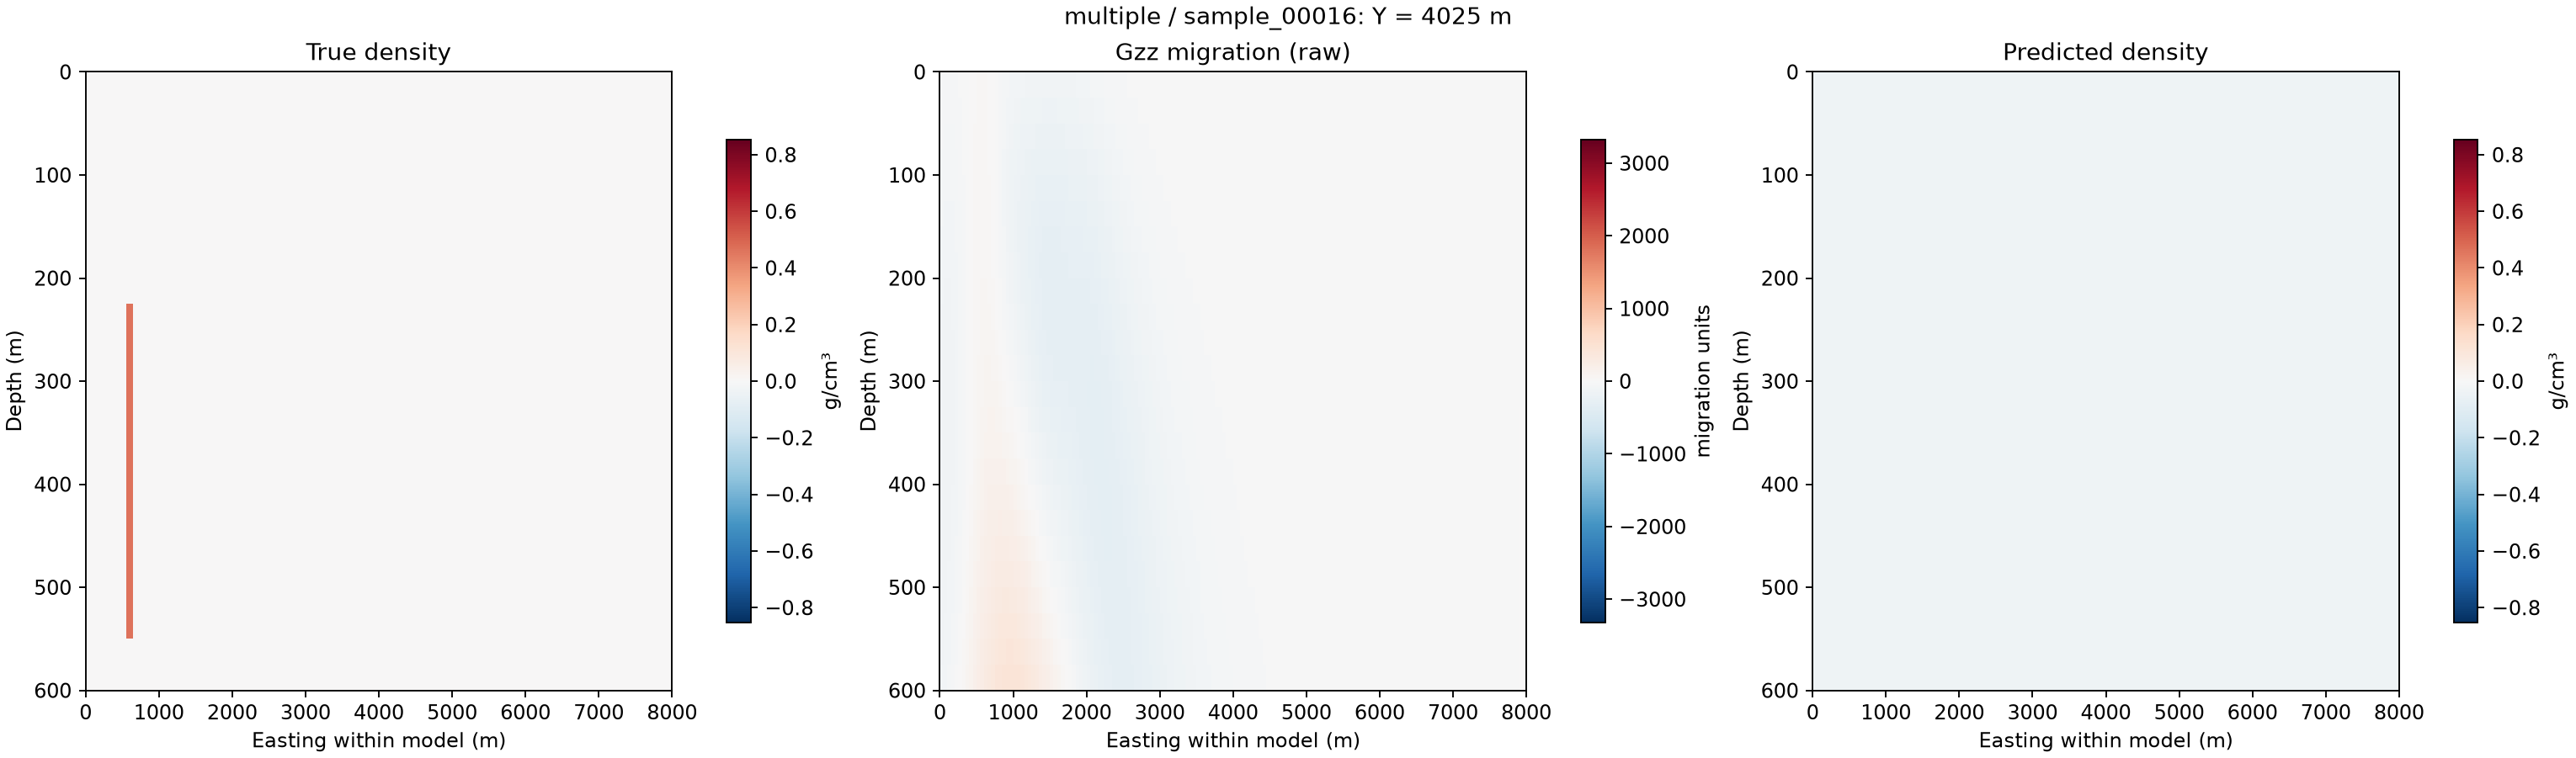 multiple / sample_00016: Y = 4025 m
True density
0
100
200
300
400
500
600
Depth (m)
0 1000 2000 3000 4000 5000 6000 7000 8000
Easting within model (m)
0.8
0.6
0.4
0.2
0.0
−0.2
−0.4
−0.6
−0.8
g/cm³
Gzz migration (raw)
0
100
200
300
400
500
600
Depth (m)
0 1000 2000 3000 4000 5000 6000 7000 8000
Easting within model (m)
3000
2000
1000
0
−1000
−2000
−3000
migration units
Predicted density
0
100
200
300
400
500
600
Depth (m)
0 1000 2000 3000 4000 5000 6000 7000 8000
Easting within model (m)
0.8
0.6
0.4
0.2
0.0
−0.2
−0.4
−0.6
−0.8
g/cm³